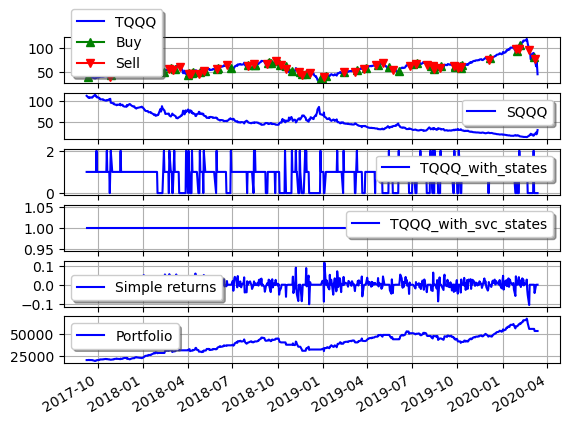 TQQQ
Buy
Sell
100
50
SQQQ
100
50
TQQQ_with_states
2
0
TQQQ_with_svc_states
1.05
1.00
0.95
Simple returns
0.1
0.0
−0.1
Portfolio
50000
25000
2017-10 2018-01 2018-04 2018-07 2018-10 2019-01 2019-04 2019-07 2019-10 2020-01 2020-04